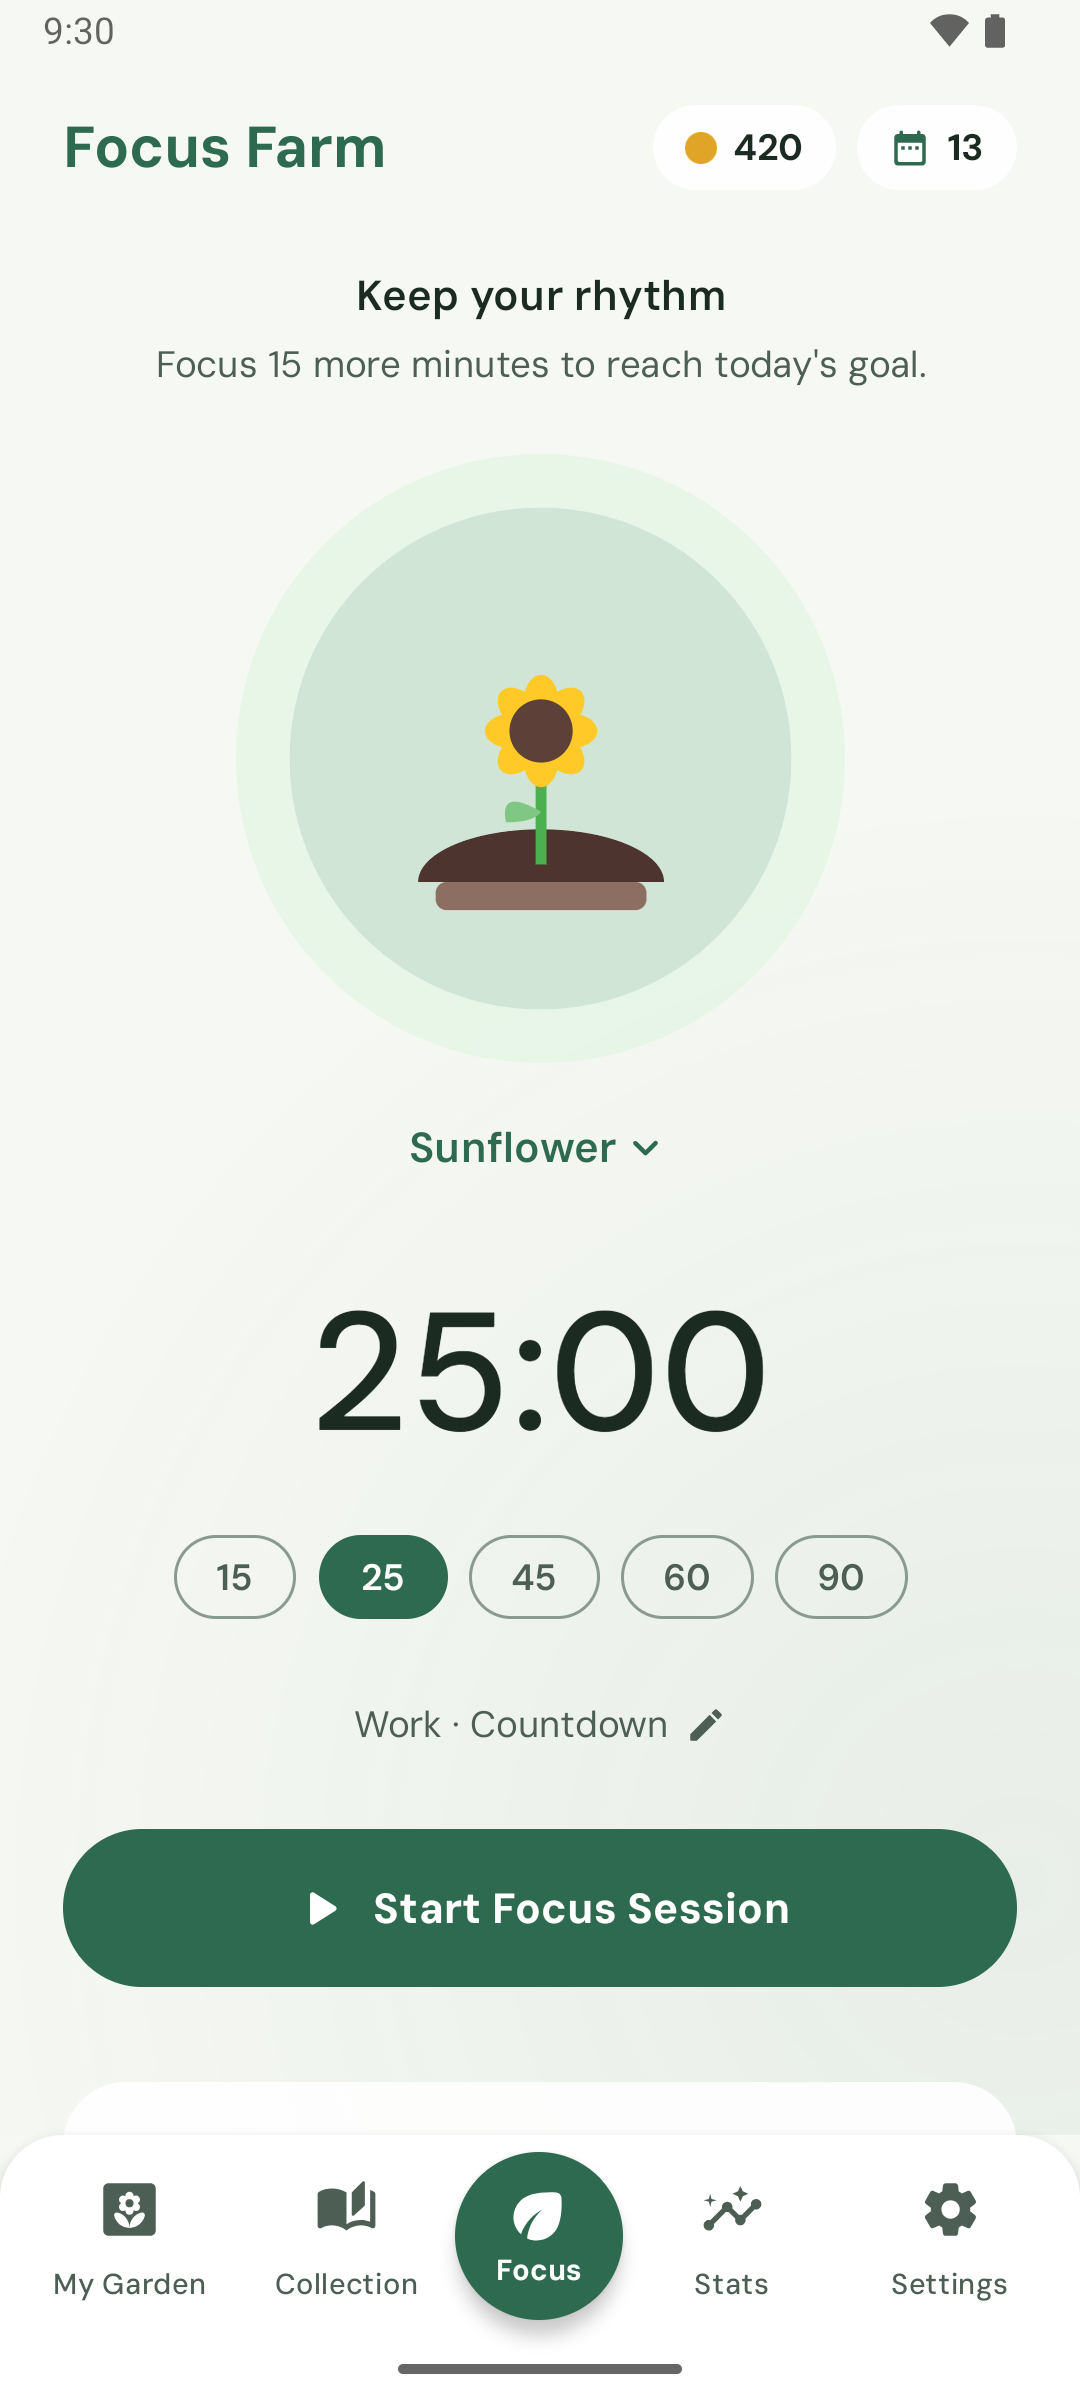 9:30
Focus Farm
420
13
Keep your rhythm
Focus 15 more minutes to reach today's goal.
Sunflower
25:00
15
25
45
60
90
Work · Countdown
Start Focus Session
My Garden
Collection
Focus
Stats
Settings